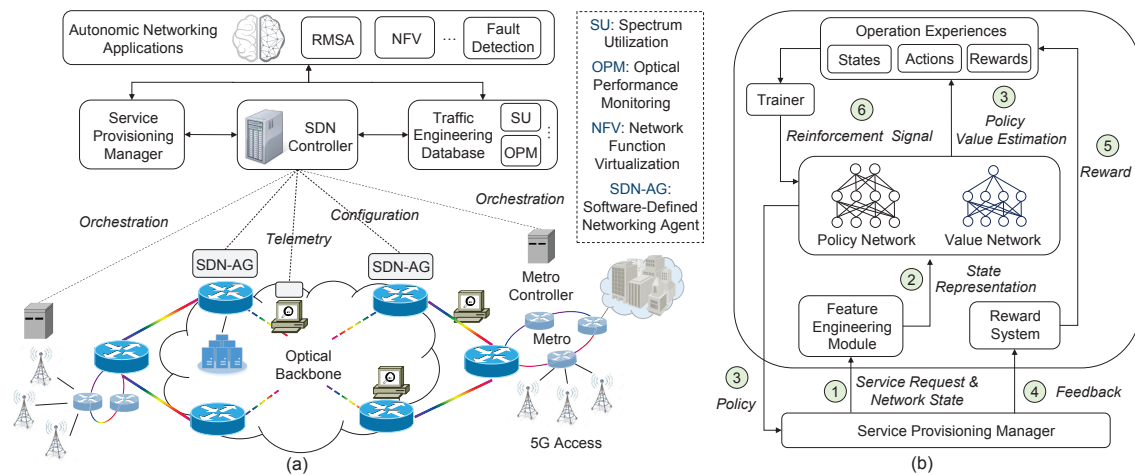 Autonomic Networking
Applications
RMSA
NFV
...
Fault
Detection
Service
Provisioning
Manager
SDN
Controller
Traffic
Engineering
Database
SU
OPM
...
SU: Spectrum
Utilization
OPM: Optical
Performance
Monitoring
NFV: Network
Function
Virtualization
SDN-AG:
Software-Defined
Networking Agent
Orchestration
Configuration
Orchestration
Telemetry
SDN-AG
SDN-AG
Metro
Controller
Metro
Optical
Backbone
5G Access
(a)
Operation Experiences
States
Actions
Rewards
Trainer
6
Reinforcement Signal
3
Policy
Value Estimation
5
Reward
Policy Network
Value Network
2
State
Representation
Feature
Engineering
Module
Reward
System
3
Policy
1
Service Request &
Network State
4
Feedback
Service Provisioning Manager
(b)